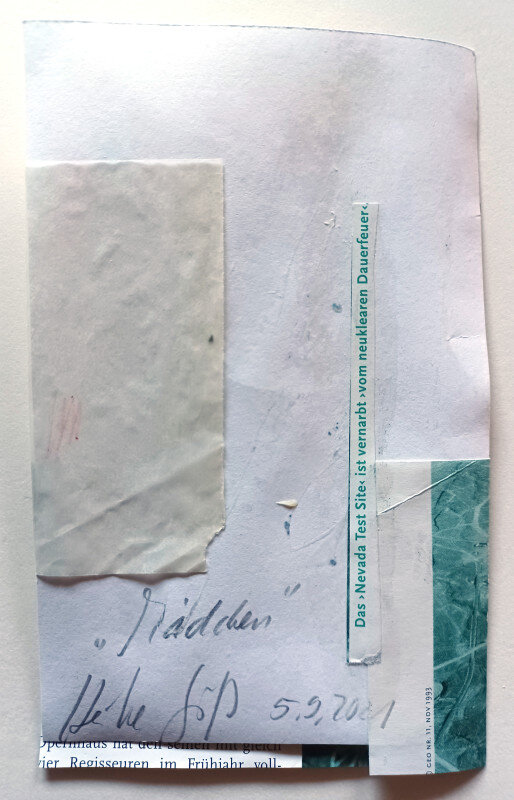 Das ›Nevada Test Site‹ ist vernarbt ›vom neuklearen Dauerfeuer‹
„Mädchen"
5.9.2021
© GEO NR. 11, NOV 1993
Opernhaus hat den seinen mit gleich
vier Regisseuren im Frühjahr voll-